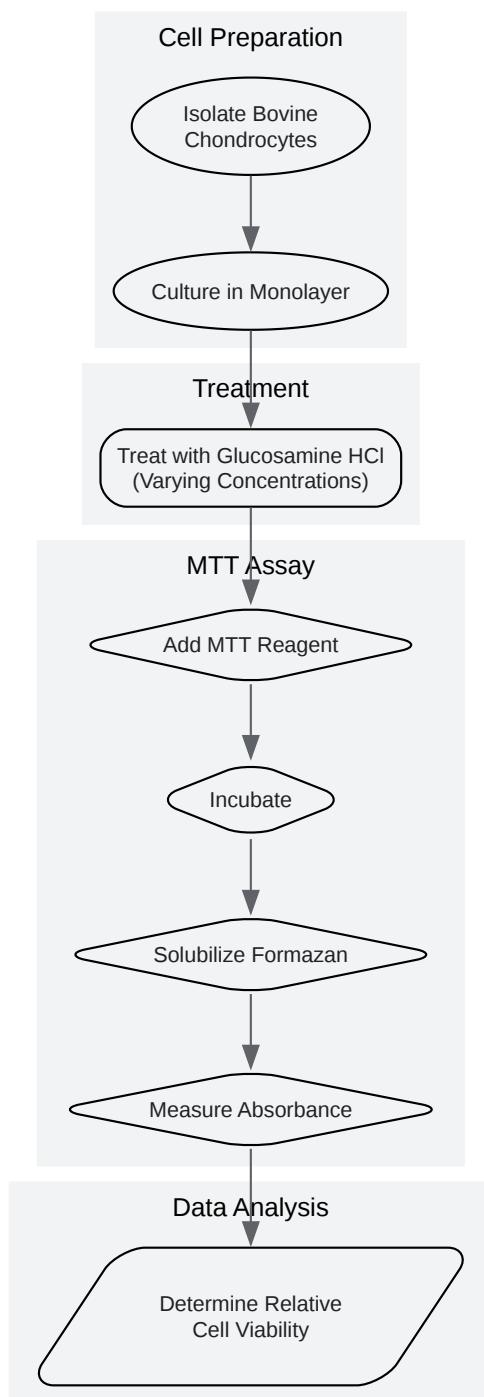 Cell Preparation
Isolate Bovine
Chondrocytes
Culture in Monolayer
Treatment
Treat with Glucosamine HCl
(Varying Concentrations)
MTT Assay
Add MTT Reagent
Incubate
Solubilize Formazan
Measure Absorbance
Data Analysis
Determine Relative
Cell Viability